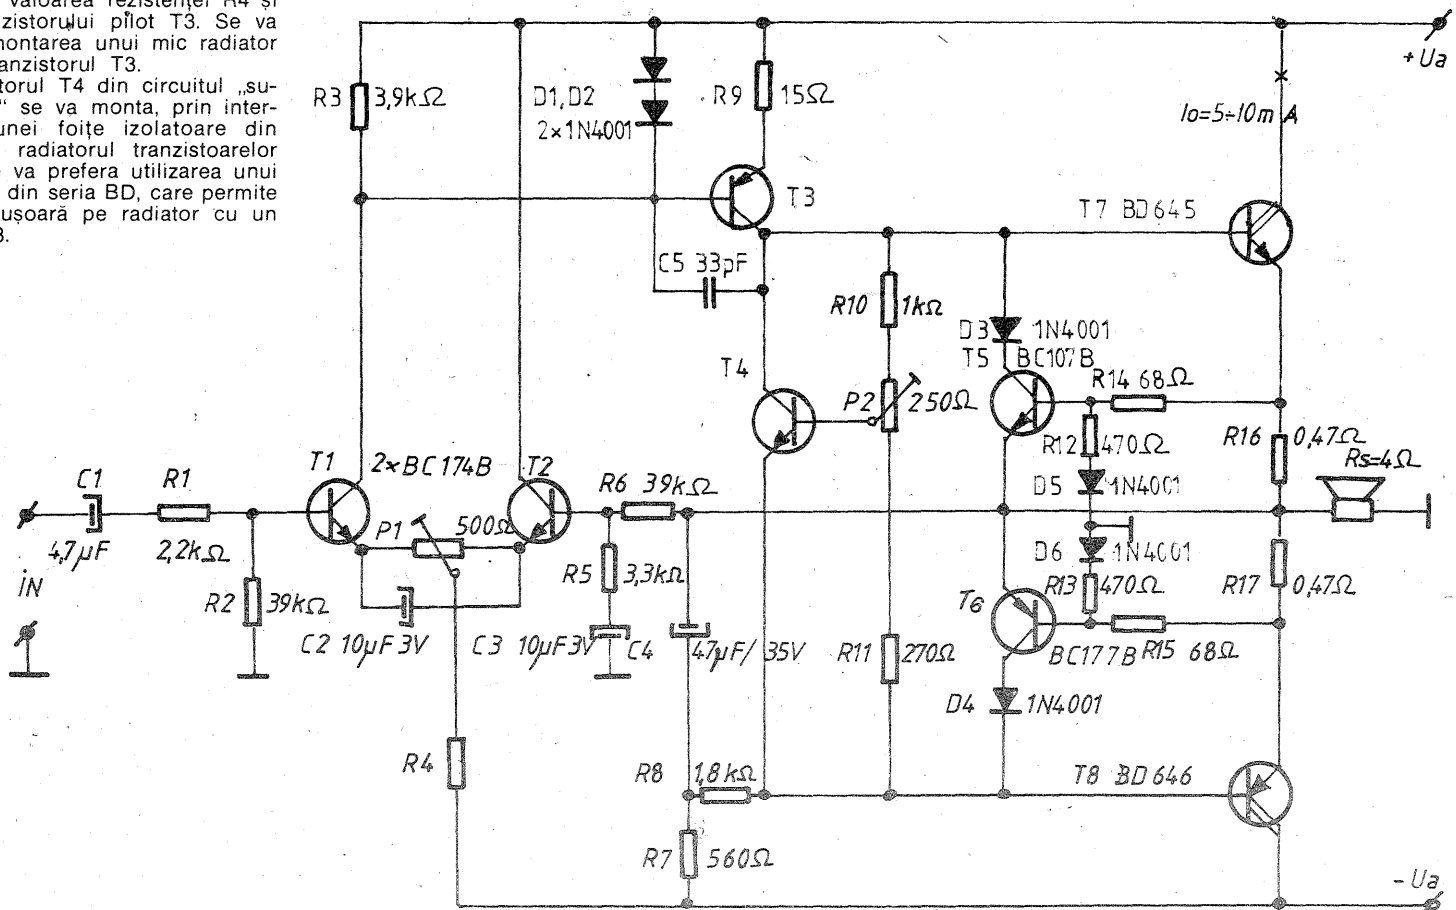 valoarea rezistenței R4 și
zistorului pilot T3. Se va
montarea unui mic radiator
anzistorul T3.
torul T4 din circuitul „su-
“ se va monta, prin inter-
unei foițe izolatoare din
radiatorul tranzistoarelor
va prefera utilizarea unui
din seria BD, care permite
ușoară pe radiator cu un
3.
+Ua
R3 3,9kΩ
D1,D2
2×1N4001
R9 15Ω
Io=5÷10mA
T3
T7 BD645
C5 33pF
R10 1kΩ
D3 1N4001
T5 BC107B
T4
R14 68Ω
P2 250Ω
R12 470Ω
R16 0,47Ω
Rs=4Ω
T1 2×BC174B T2
C1 R1
R6 39kΩ
D5 1N4001
P1 500Ω
4,7µF 2,2kΩ
D6 1N4001
iN
R5 3,3kΩ
R13 470Ω
R17 0,47Ω
R2 39kΩ
T6
C2 10µF3V C3 10µF3V C4 47µF/35V
R11 270Ω
BC177B R15 68Ω
D4 1N4001
R4
R8 1,8kΩ
T8 BD646
R7 560Ω
-Ua